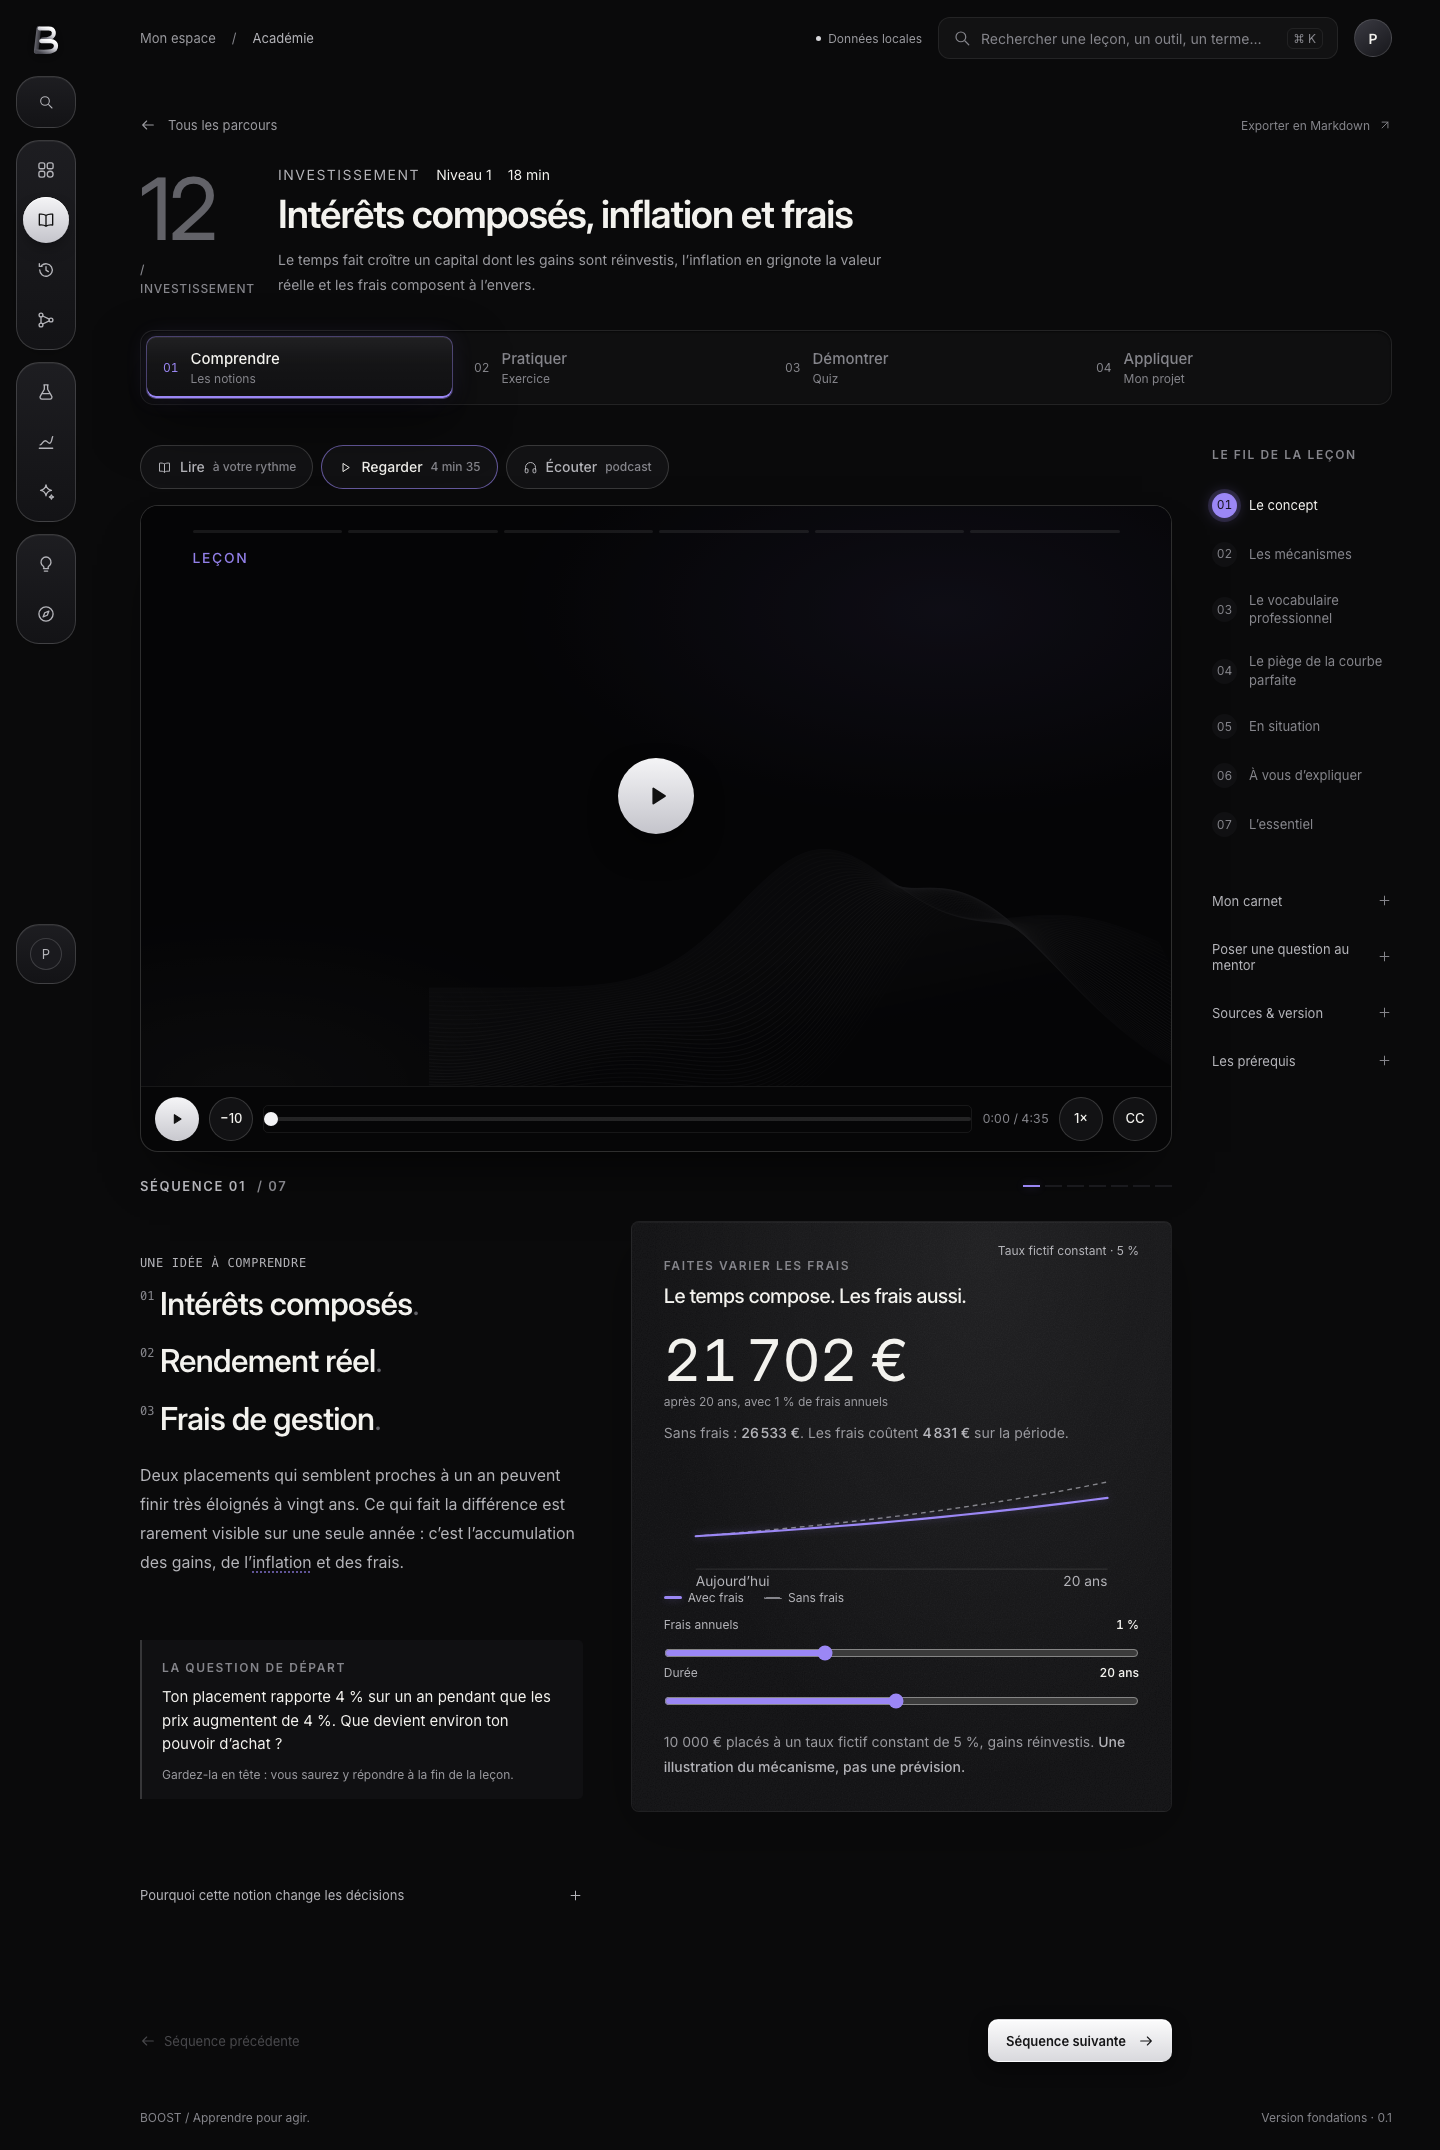 B
Mon espace / Académie
Données locales
Rechercher une leçon, un outil, un terme… ⌘ K
P
Tous les parcours
Exporter en Markdown
12
/
INVESTISSEMENT
INVESTISSEMENT Niveau 1 18 min
Intérêts composés, inflation et frais
Le temps fait croître un capital dont les gains sont réinvestis, l’inflation en grignote la valeur
réelle et les frais composent à l’envers.
01 Comprendre
Les notions
02 Pratiquer
Exercice
03 Démontrer
Quiz
04 Appliquer
Mon projet
Lire à votre rythme
Regarder 4 min 35
Écouter podcast
LEÇON
−10
0:00 / 4:35
1×
CC
LE FIL DE LA LEÇON
01 Le concept
02 Les mécanismes
03 Le vocabulaire
professionnel
04 Le piège de la courbe
parfaite
05 En situation
06 À vous d’expliquer
07 L’essentiel
Mon carnet +
Poser une question au
mentor +
Sources & version +
Les prérequis +
P
SÉQUENCE 01 / 07
UNE IDÉE À COMPRENDRE
01 Intérêts composés.
02 Rendement réel.
03 Frais de gestion.
Deux placements qui semblent proches à un an peuvent
finir très éloignés à vingt ans. Ce qui fait la différence est
rarement visible sur une seule année : c’est l’accumulation
des gains, de l’inflation et des frais.
LA QUESTION DE DÉPART
Ton placement rapporte 4 % sur un an pendant que les
prix augmentent de 4 %. Que devient environ ton
pouvoir d’achat ?
Gardez-la en tête : vous saurez y répondre à la fin de la leçon.
Pourquoi cette notion change les décisions +
Taux fictif constant · 5 %
FAITES VARIER LES FRAIS
Le temps compose. Les frais aussi.
21 702 €
après 20 ans, avec 1 % de frais annuels
Sans frais : 26 533 €. Les frais coûtent 4 831 € sur la période.
Aujourd’hui 20 ans
Avec frais Sans frais
Frais annuels 1 %
Durée 20 ans
10 000 € placés à un taux fictif constant de 5 %, gains réinvestis. Une
illustration du mécanisme, pas une prévision.
Séquence précédente
Séquence suivante
BOOST / Apprendre pour agir.
Version fondations · 0.1